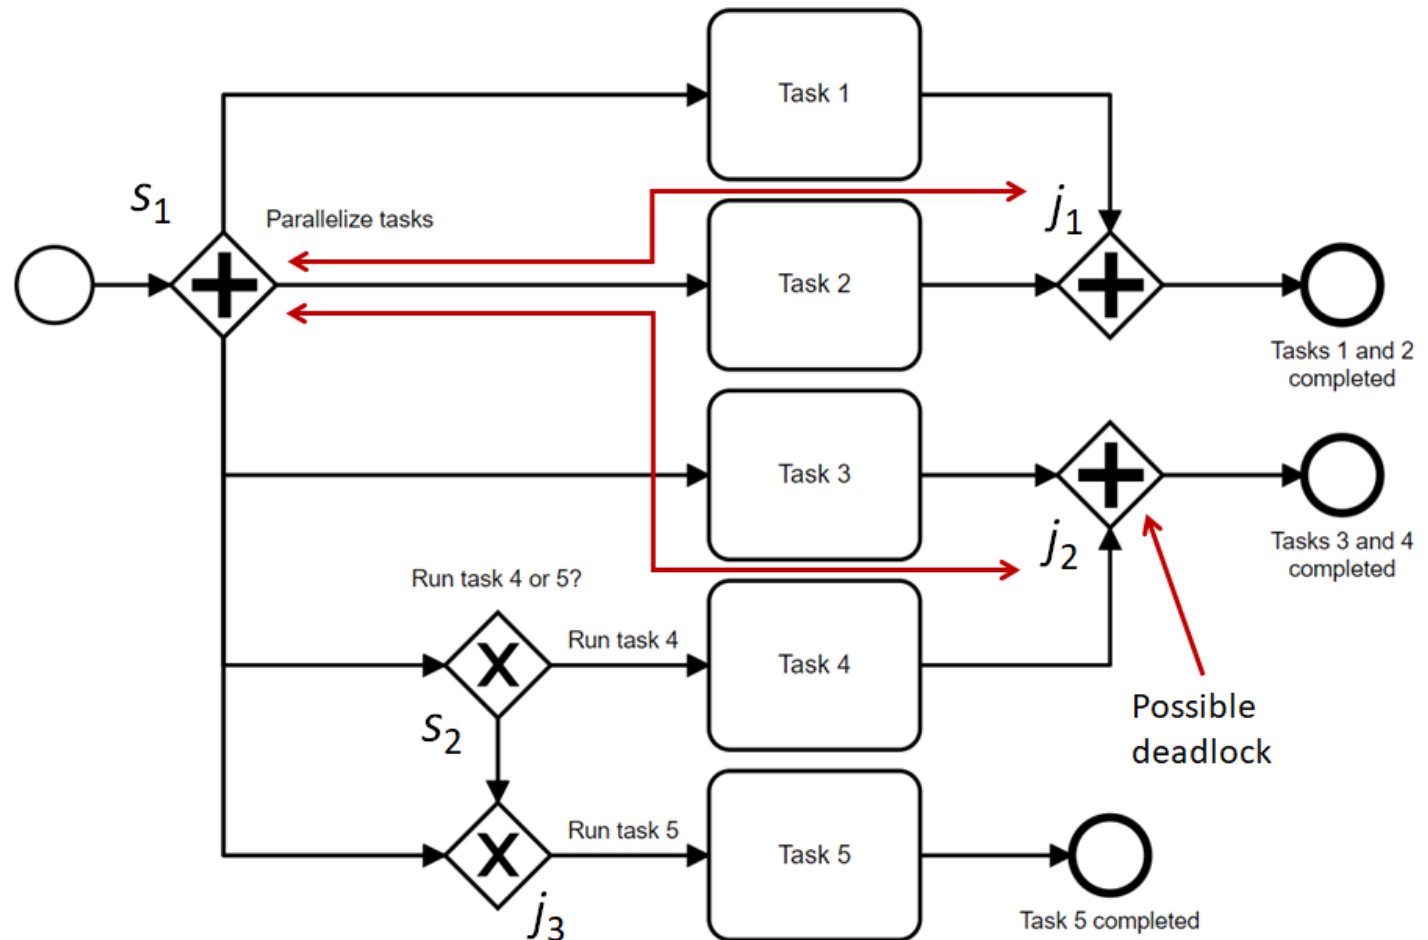 Task 1
s1
Parallelize tasks
j1
Task 2
Tasks 1 and 2
completed
Task 3
j2
Tasks 3 and 4
completed
Run task 4 or 5?
Run task 4
Task 4
s2
Possible
deadlock
Run task 5
Task 5
j3
Task 5 completed